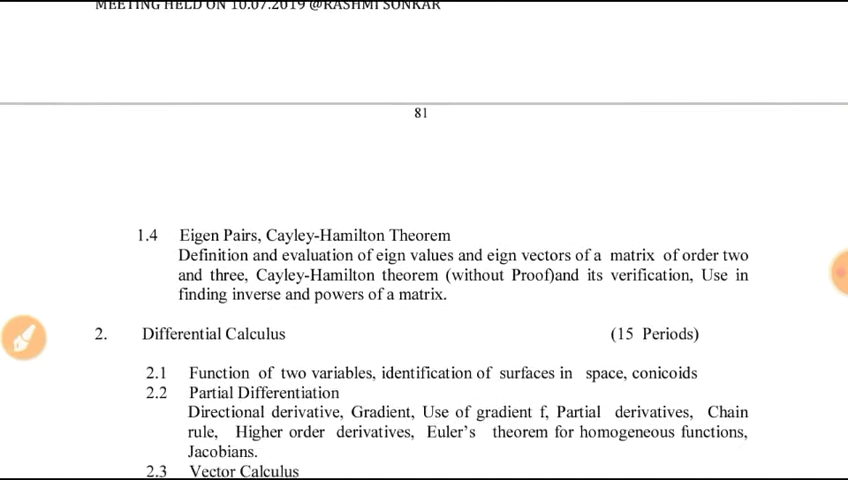 MEETING HELD ON 10.07.2019 @RASHMI SONKAR
81
1.4 Eigen Pairs, Cayley-Hamilton Theorem
Definition and evaluation of eign values and eign vectors of a matrix of order two
and three, Cayley-Hamilton theorem (without Proof)and its verification, Use in
finding inverse and powers of a matrix.
2. Differential Calculus (15 Periods)
2.1 Function of two variables, identification of surfaces in space, conicoids
2.2 Partial Differentiation
Directional derivative, Gradient, Use of gradient f, Partial derivatives, Chain
rule, Higher order derivatives, Euler's theorem for homogeneous functions,
Jacobians.
2.3 Vector Calculus